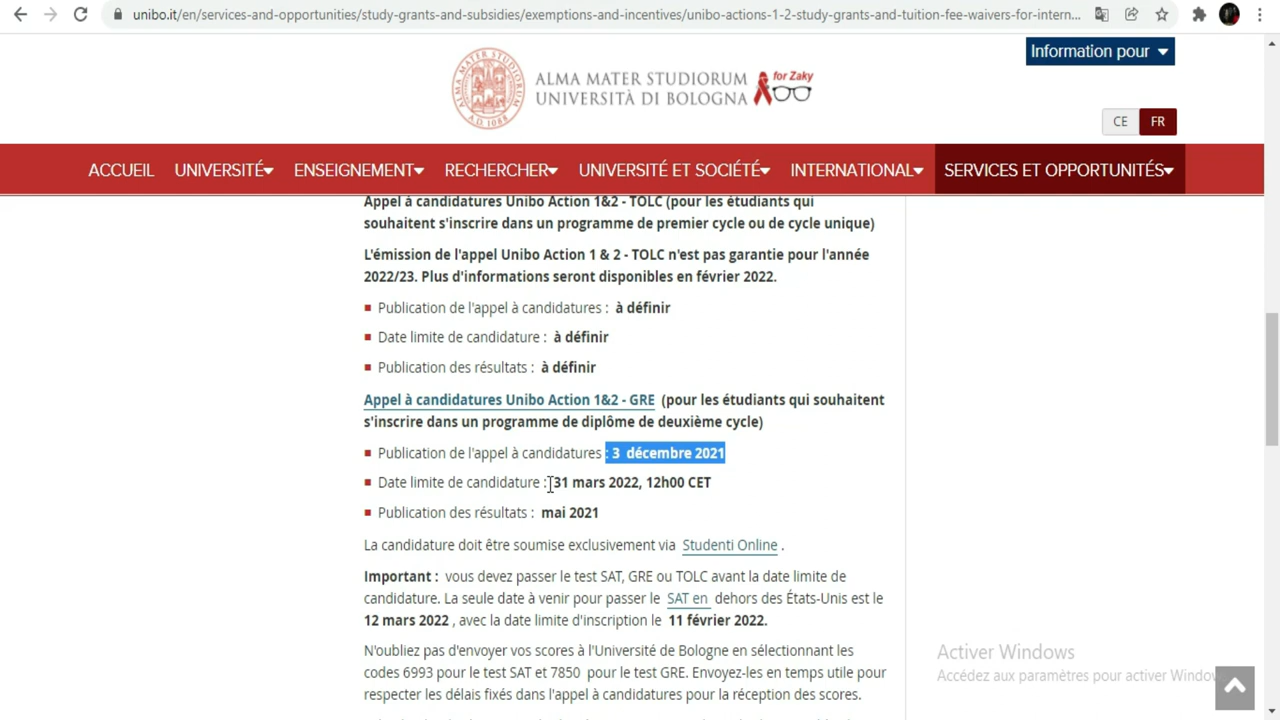 unibo.it/en/services-and-opportunities/study-grants-and-subsidies/exemptions-and-incentives/unibo-actions-1-2-study-grants-and-tuition-fee-waivers-for-intern...
Information pour
ALMA MATER STUDIORUM
UNIVERSITÀ DI BOLOGNA
for Zaky
CE FR
ACCUEIL UNIVERSITÉ ENSEIGNEMENT RECHERCHER UNIVERSITÉ ET SOCIÉTÉ INTERNATIONAL SERVICES ET OPPORTUNITÉS
Appel à candidatures Unibo Action 1&2 - TOLC (pour les étudiants qui
souhaitent s'inscrire dans un programme de premier cycle ou de cycle unique)
L'émission de l'appel Unibo Action 1 & 2 - TOLC n'est pas garantie pour l'année
2022/23. Plus d'informations seront disponibles en février 2022.
Publication de l'appel à candidatures : à définir
Date limite de candidature : à définir
Publication des résultats : à définir
Appel à candidatures Unibo Action 1&2 - GRE (pour les étudiants qui souhaitent
s'inscrire dans un programme de diplôme de deuxième cycle)
Publication de l'appel à candidatures : 3 décembre 2021
Date limite de candidature : 31 mars 2022, 12h00 CET
Publication des résultats : mai 2021
La candidature doit être soumise exclusivement via Studenti Online .
Important : vous devez passer le test SAT, GRE ou TOLC avant la date limite de
candidature. La seule date à venir pour passer le SAT en dehors des États-Unis est le
12 mars 2022 , avec la date limite d'inscription le 11 février 2022.
N'oubliez pas d'envoyer vos scores à l'Université de Bologne en sélectionnant les
codes 6993 pour le test SAT et 7850 pour le test GRE. Envoyez-les en temps utile pour
respecter les délais fixés dans l'appel à candidatures pour la réception des scores.
Activer Windows
Accédez aux paramètres pour activer Windows